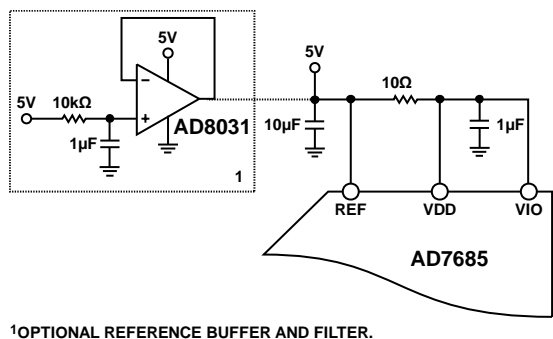 5V
5V
5V
10kΩ
10Ω
−
+
AD8031
1µF
10µF
1µF
1
REF
VDD
VIO
AD7685
1OPTIONAL REFERENCE BUFFER AND FILTER.